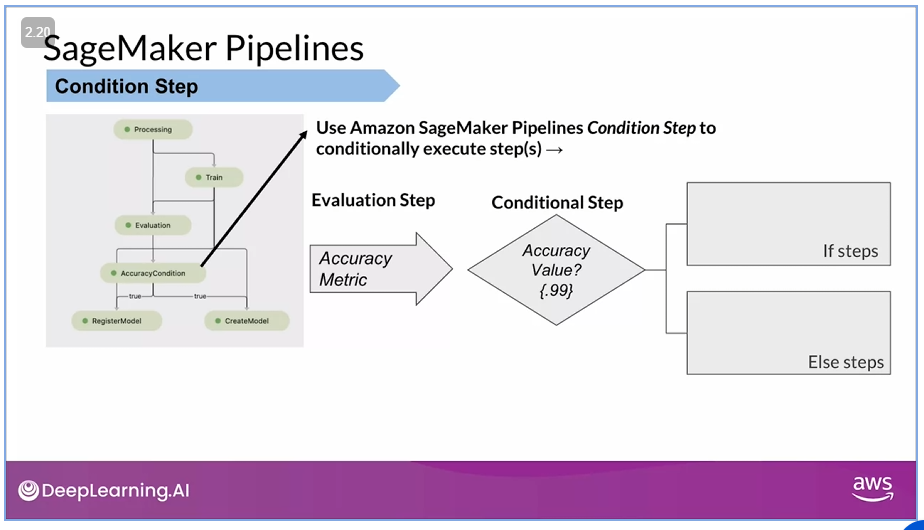 2.20
SageMaker Pipelines
Condition Step
Processing
Train
Evaluation
AccuracyCondition
true
true
RegisterModel
CreateModel
Use Amazon SageMaker Pipelines Condition Step to
conditionally execute step(s) →
Evaluation Step
Accuracy
Metric
Conditional Step
Accuracy
Value?
{.99}
If steps
Else steps
DeepLearning.AI
aws